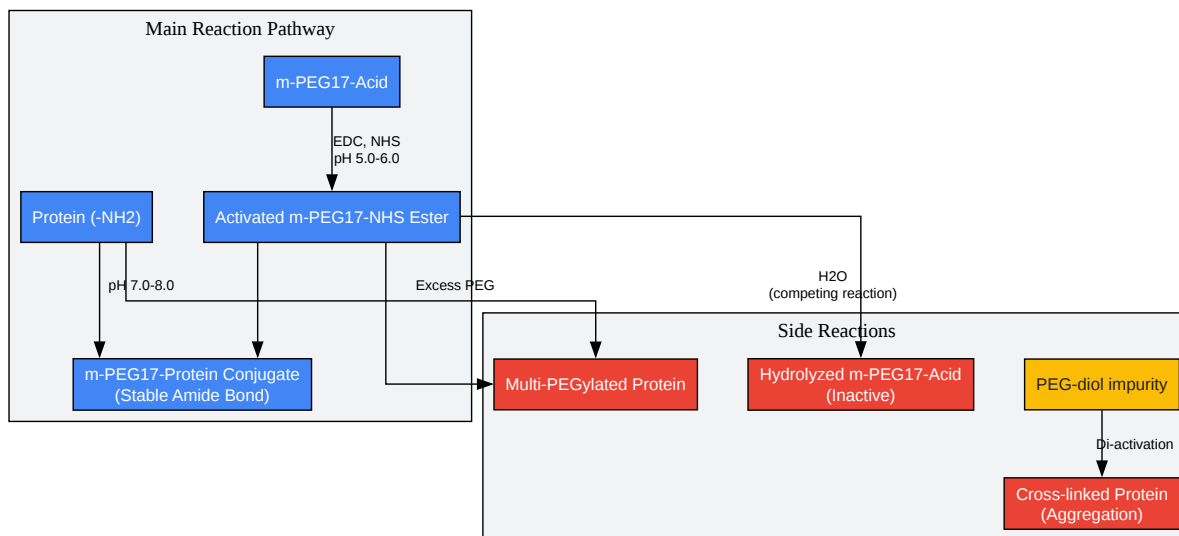 Main Reaction Pathway
m-PEG17-Acid
EDC, NHS
pH 5.0-6.0
Protein (-NH2)
Activated m-PEG17-NHS Ester
pH 7.0-8.0
Excess PEG
H2O
(competing reaction)
Side Reactions
m-PEG17-Protein Conjugate
(Stable Amide Bond)
Multi-PEGylated Protein
Hydrolyzed m-PEG17-Acid
(Inactive)
PEG-diol impurity
Di-activation
Cross-linked Protein
(Aggregation)